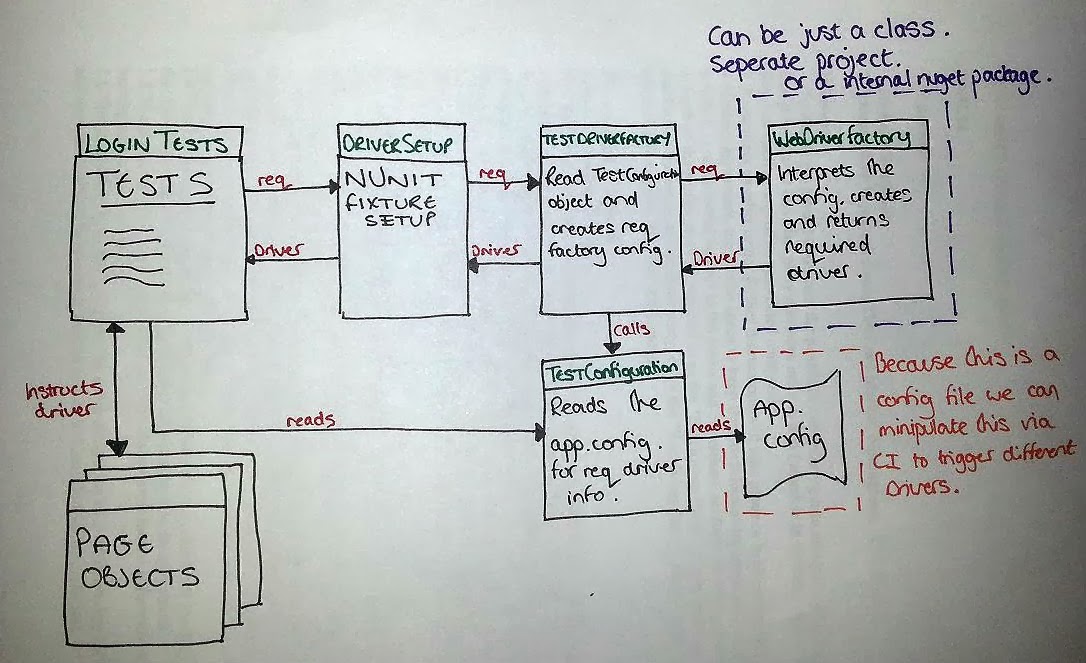 Can be just a class.
Seperate project.
or a internal nuget package.
LOGIN TESTS
TESTS
req
Driver
DRIVERSETUP
NUNIT
FIXTURE
SETUP
req
Driver
TESTDRIVERFACTORY
Read TestConfiguration
object and
creates req
factory config.
req
Driver
WebDriverFactory
Interprets the
config, creates
and returns
required
driver.
calls
Instructs
driver
reads
TESTConfiguration
Reads the
app.config.
for req driver
info.
reads
App.
config
Because this is a
config file we can
minipulate this via
CI to trigger different
Drivers.
PAGE
OBJECTS